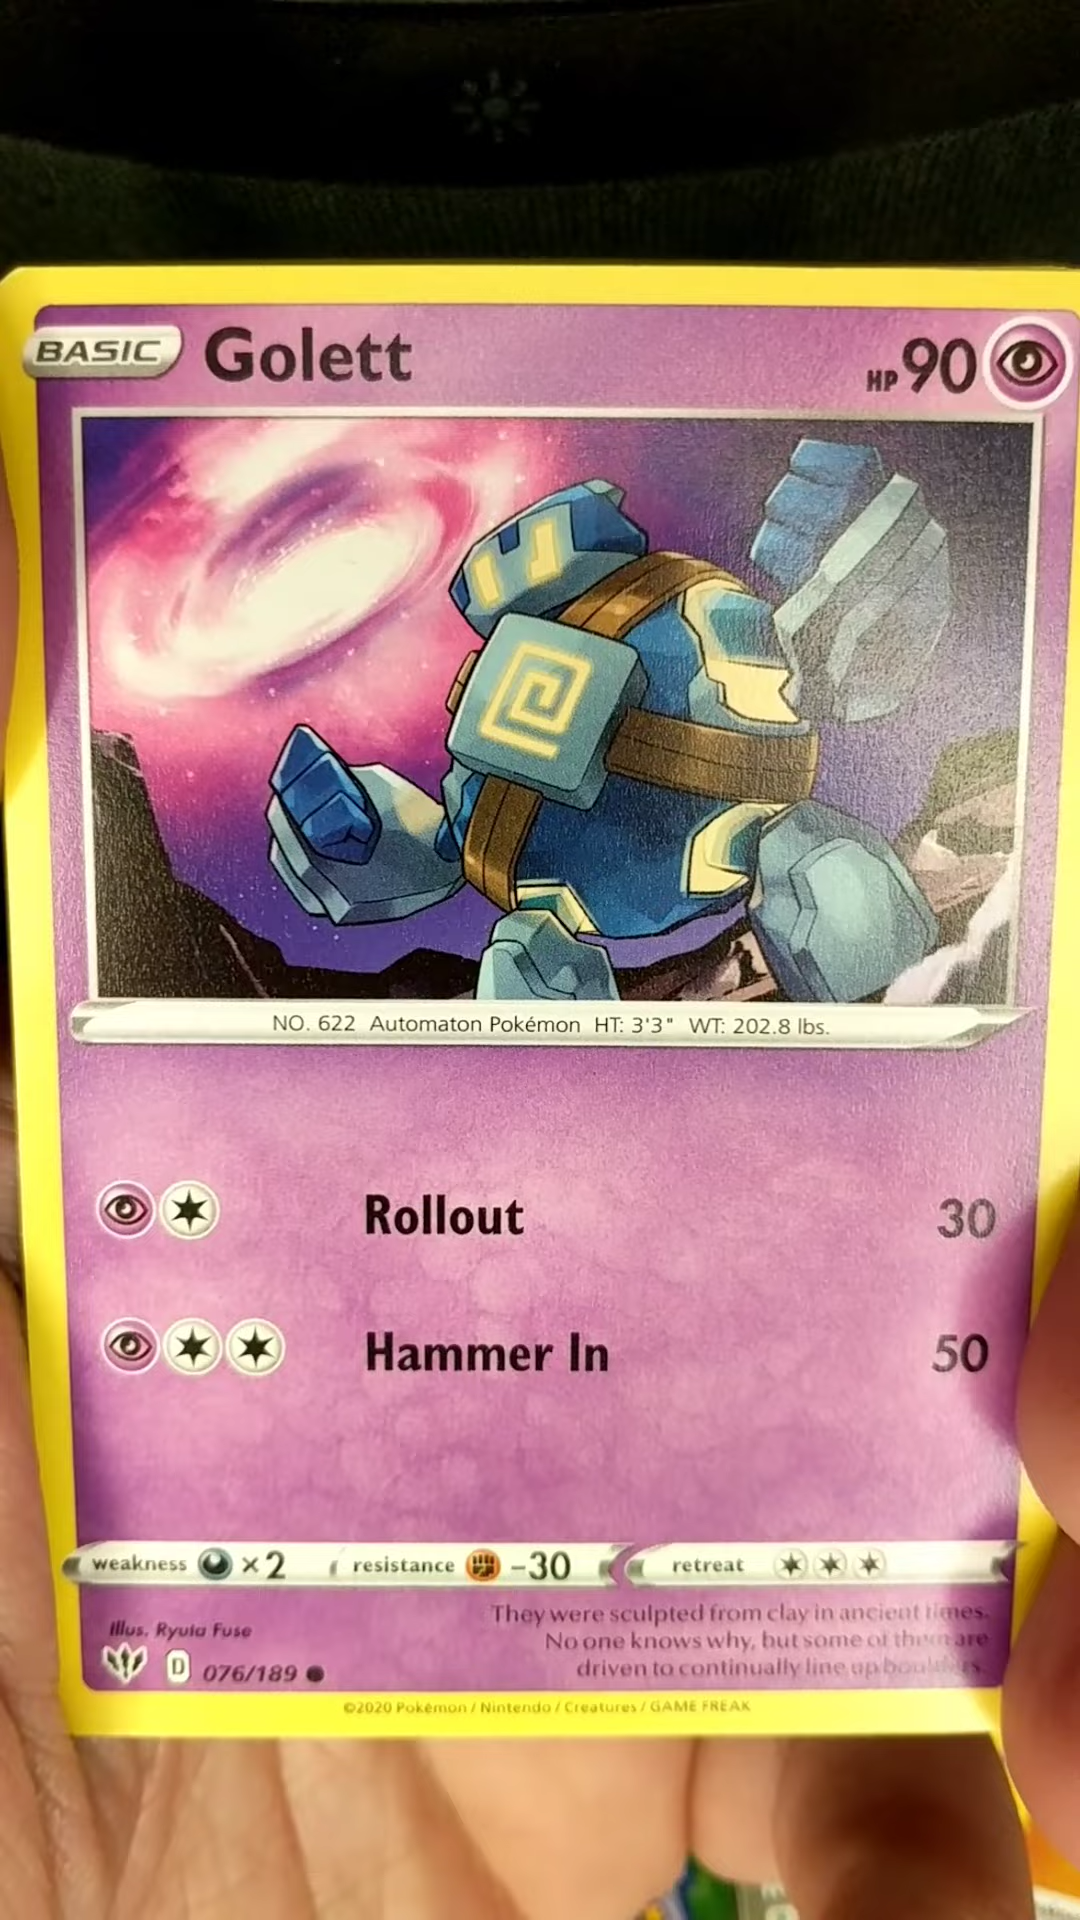 BASIC Golett HP 90
NO. 622 Automaton Pokémon HT: 3'3" WT: 202.8 lbs.
Rollout 30
Hammer In 50
weakness ×2 resistance -30 retreat
They were sculpted from clay in ancient times.
No one knows why, but some of them are
driven to continually line up boulders.
Illus. Ryuta Fuse
D 076/189
©2020 Pokémon / Nintendo / Creatures / GAME FREAK